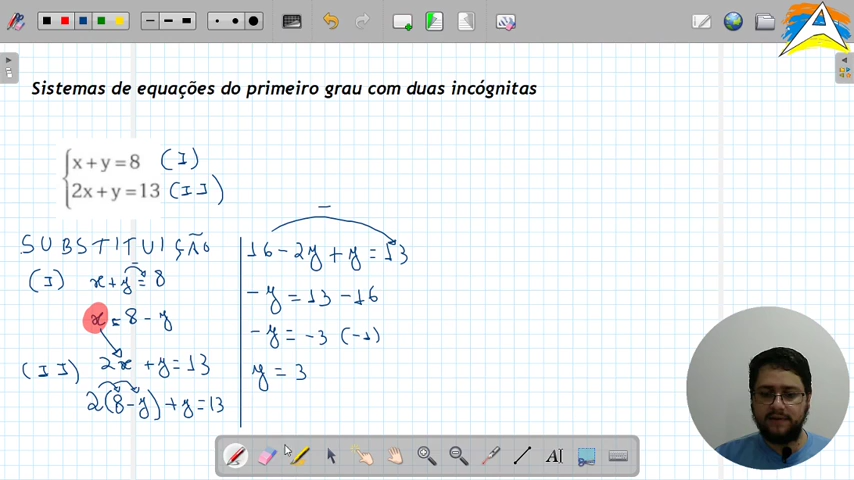 Sistemas de equações do primeiro grau com duas incógnitas
x + y = 8 (I)
2x + y = 13 (II)
SUBSTITUIÇÃO
(I) x + y = 8
x = 8 - y
(II) 2x + y = 13
2(8 - y) + y = 13
-
16 - 2y + y = 13
- y = 13 - 16
- y = -3 (-1)
y = 3
A